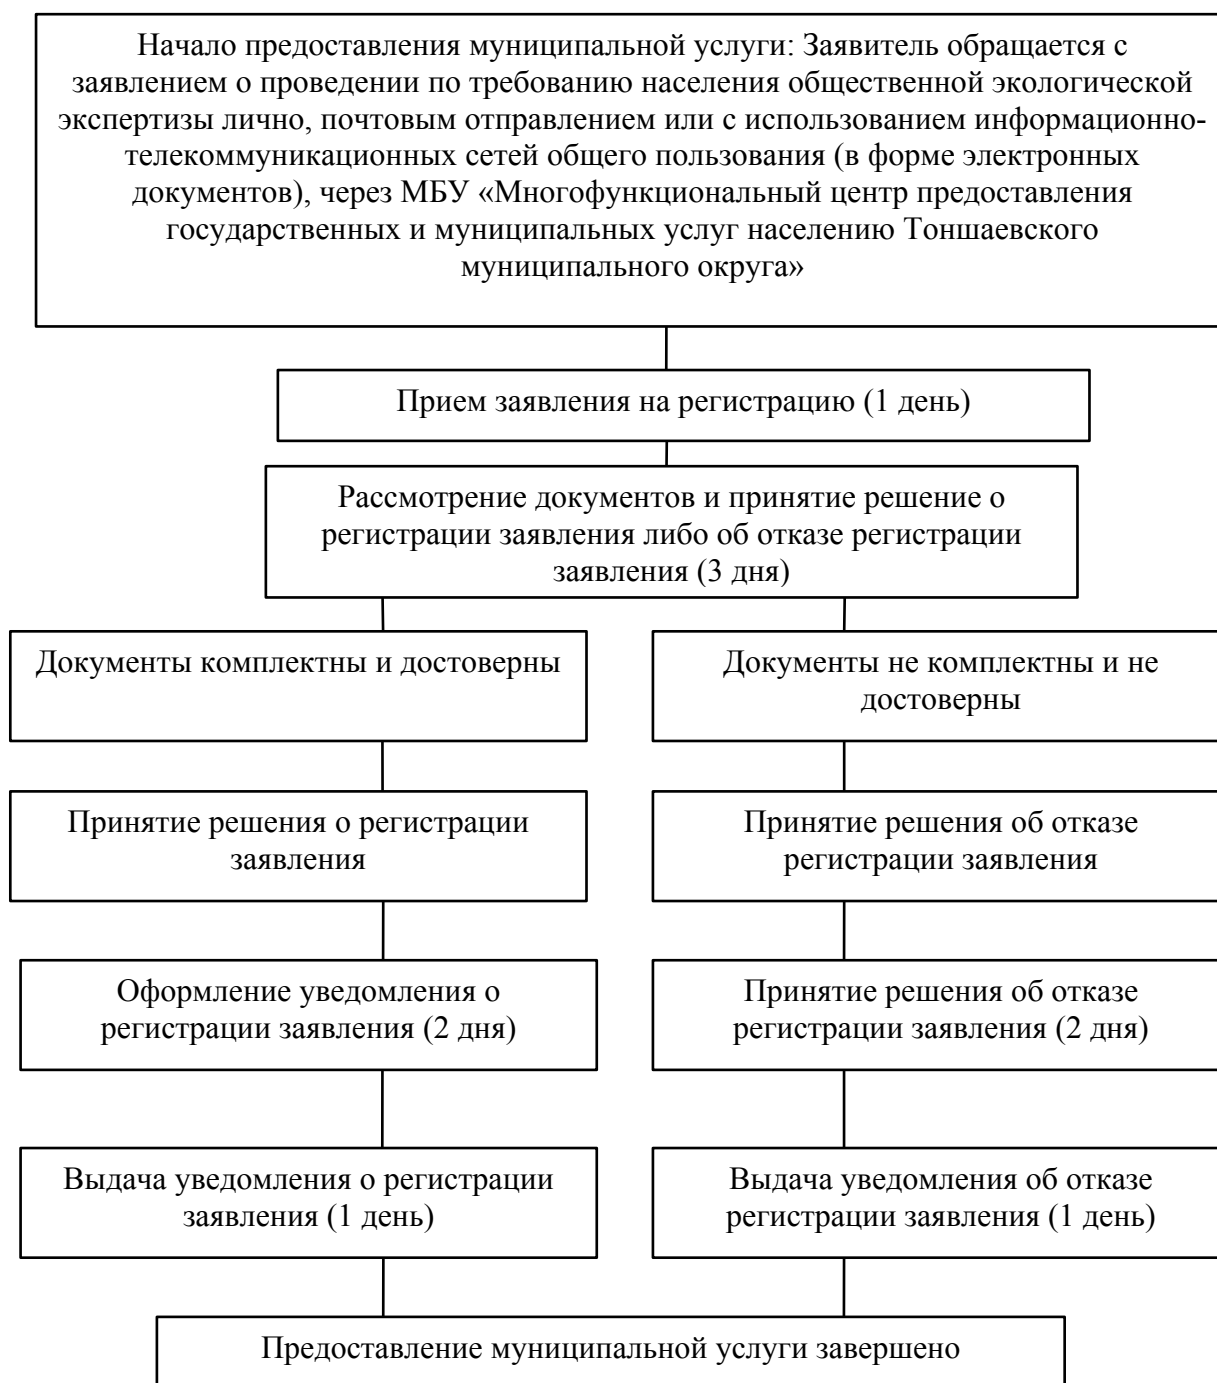 Начало предоставления муниципальной услуги: Заявитель обращается с
заявлением о проведении по требованию населения общественной экологической
экспертизы лично, почтовым отправлением или с использованием информационно-
телекоммуникационных сетей общего пользования (в форме электронных
документов), через МБУ «Многофункциональный центр предоставления
государственных и муниципальных услуг населению Тоншаевского
муниципального округа»
Прием заявления на регистрацию (1 день)
Рассмотрение документов и принятие решение о
регистрации заявления либо об отказе регистрации
заявления (3 дня)
Документы комплектны и достоверны
Документы не комплектны и не
достоверны
Принятие решения о регистрации
заявления
Принятие решения об отказе
регистрации заявления
Оформление уведомления о
регистрации заявления (2 дня)
Принятие решения об отказе
регистрации заявления (2 дня)
Выдача уведомления о регистрации
заявления (1 день)
Выдача уведомления об отказе
регистрации заявления (1 день)
Предоставление муниципальной услуги завершено